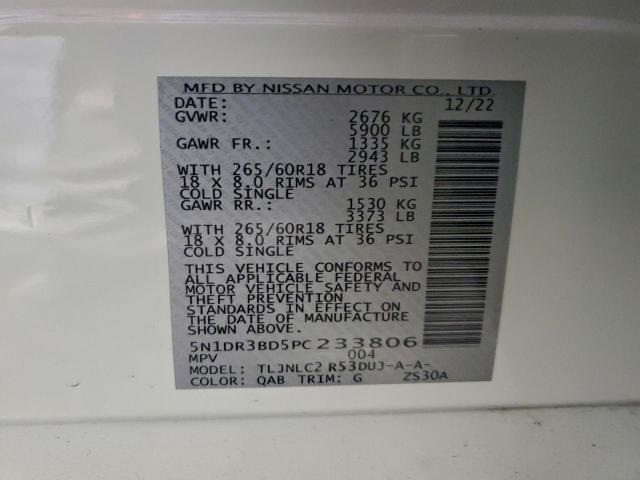 MFD BY NISSAN MOTOR CO., LTD.
DATE: 12/22
GVWR: 2676 KG
5900 LB
GAWR FR.: 1335 KG
2943 LB
WITH 265/60R18 TIRES
18 X 8.0 RIMS AT 36 PSI
COLD SINGLE
GAWR RR.: 1530 KG
3373 LB
WITH 265/60R18 TIRES
18 X 8.0 RIMS AT 36 PSI
COLD SINGLE
THIS VEHICLE CONFORMS TO
ALL APPLICABLE FEDERAL
MOTOR VEHICLE SAFETY AND
THEFT PREVENTION
STANDARDS IN EFFECT ON
THE DATE OF MANUFACTURE
SHOWN ABOVE.
5N1DR3BD5PC233806
MPV 004
MODEL: TLJNLC2 R53DUJ-A-A-
COLOR: QAB TRIM: G ZS30A